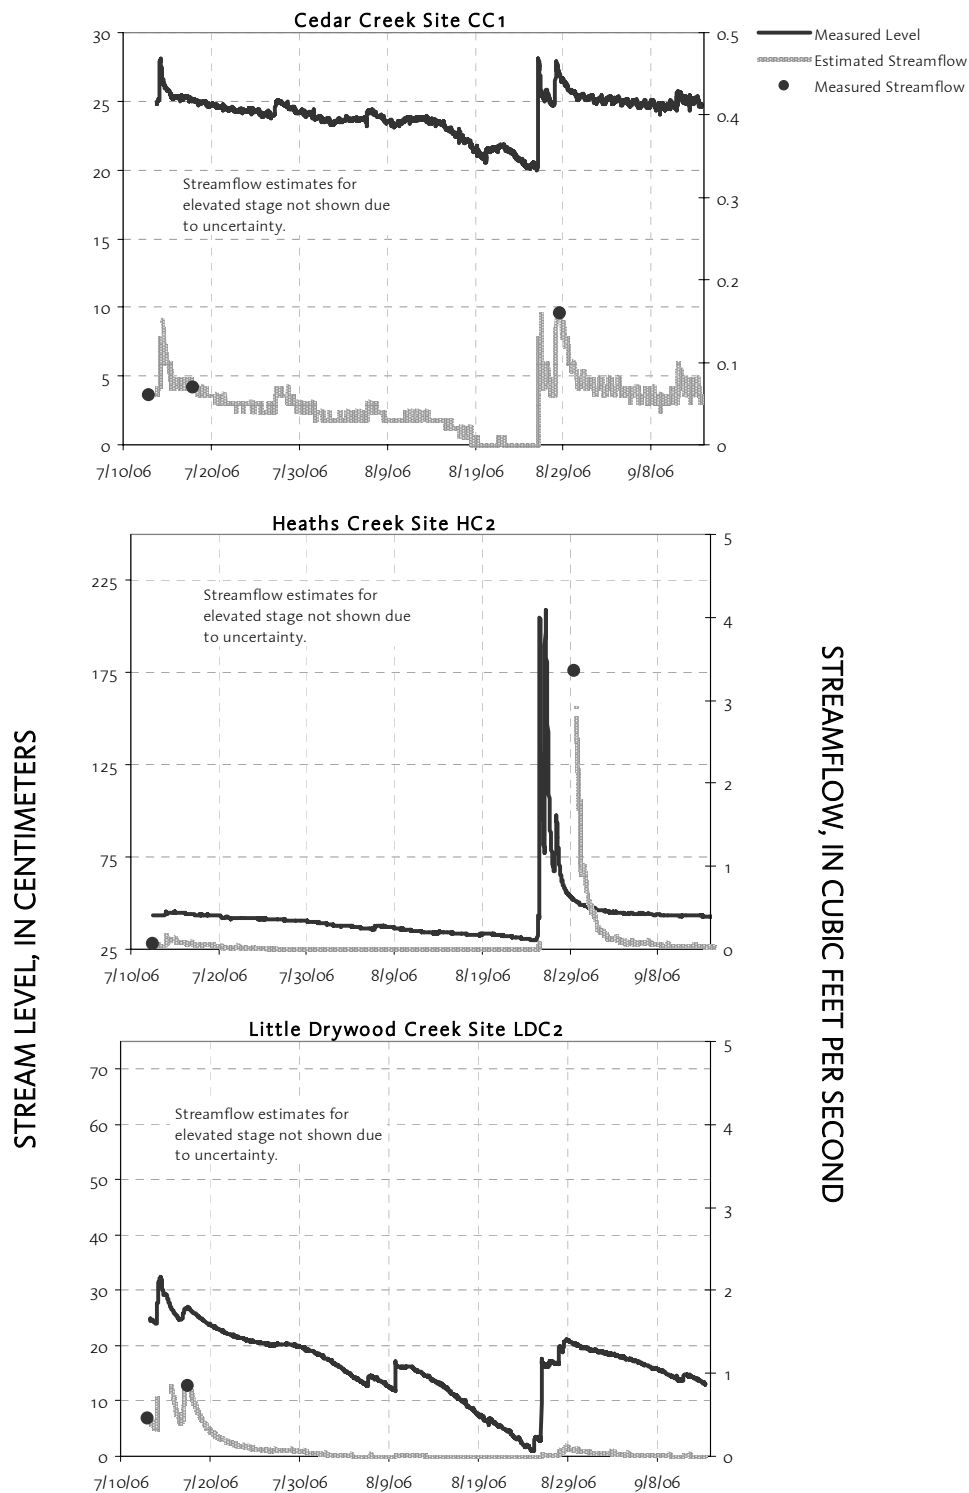 Cedar Creek Site CC1
Measured Level
Estimated Streamflow
Measured Streamflow
30
25
20
15
10
5
0
0.5
0.4
0.3
0.2
0.1
0
Streamflow estimates for
elevated stage not shown due
to uncertainty.
7/10/06 7/20/06 7/30/06 8/9/06 8/19/06 8/29/06 9/8/06
Heaths Creek Site HC2
225
175
125
75
25
5
4
3
2
1
0
Streamflow estimates for
elevated stage not shown due
to uncertainty.
7/10/06 7/20/06 7/30/06 8/9/06 8/19/06 8/29/06 9/8/06
Little Drywood Creek Site LDC2
70
60
50
40
30
20
10
0
5
4
3
2
1
0
Streamflow estimates for
elevated stage not shown due
to uncertainty.
7/10/06 7/20/06 7/30/06 8/9/06 8/19/06 8/29/06 9/8/06
STREAM LEVEL, IN CENTIMETERS
STREAMFLOW, IN CUBIC FEET PER SECOND